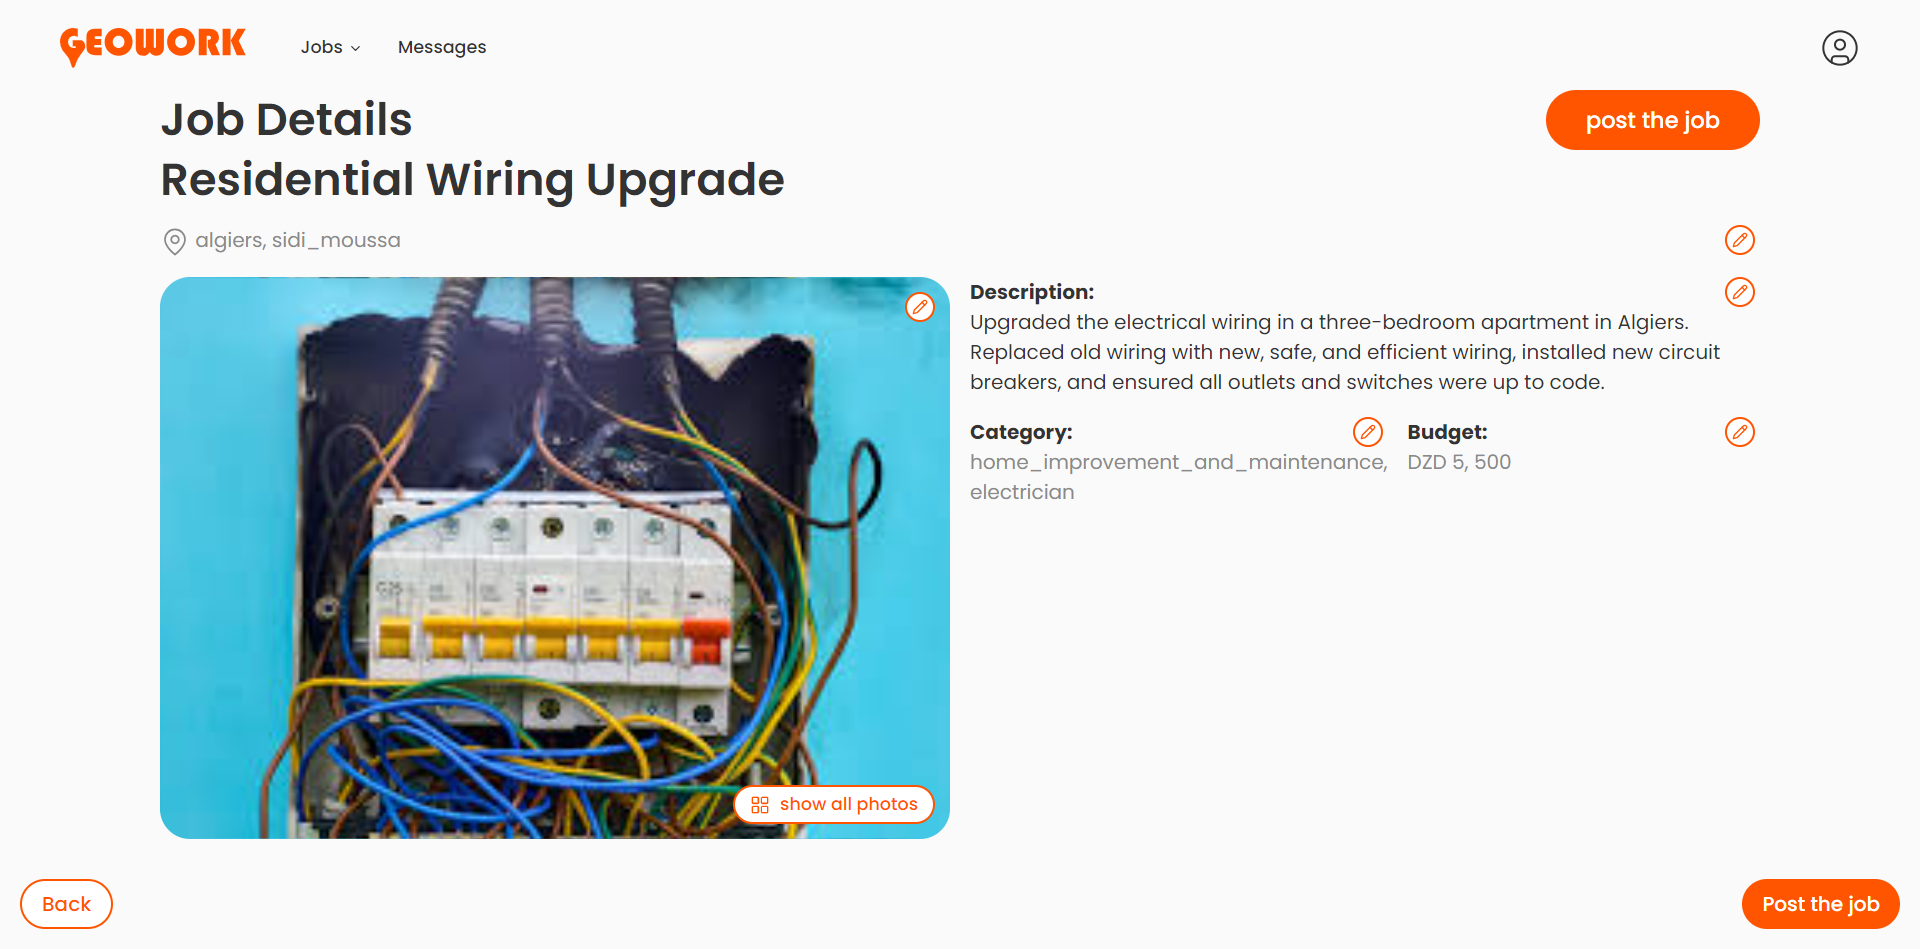 GEOWORK
Jobs
Messages
Job Details
post the job
Residential Wiring Upgrade
algiers, sidi_moussa
Description:
Upgraded the electrical wiring in a three-bedroom apartment in Algiers.
Replaced old wiring with new, safe, and efficient wiring, installed new circuit
breakers, and ensured all outlets and switches were up to code.
Category:
home_improvement_and_maintenance,
electrician
Budget:
DZD 5, 500
show all photos
Back
Post the job